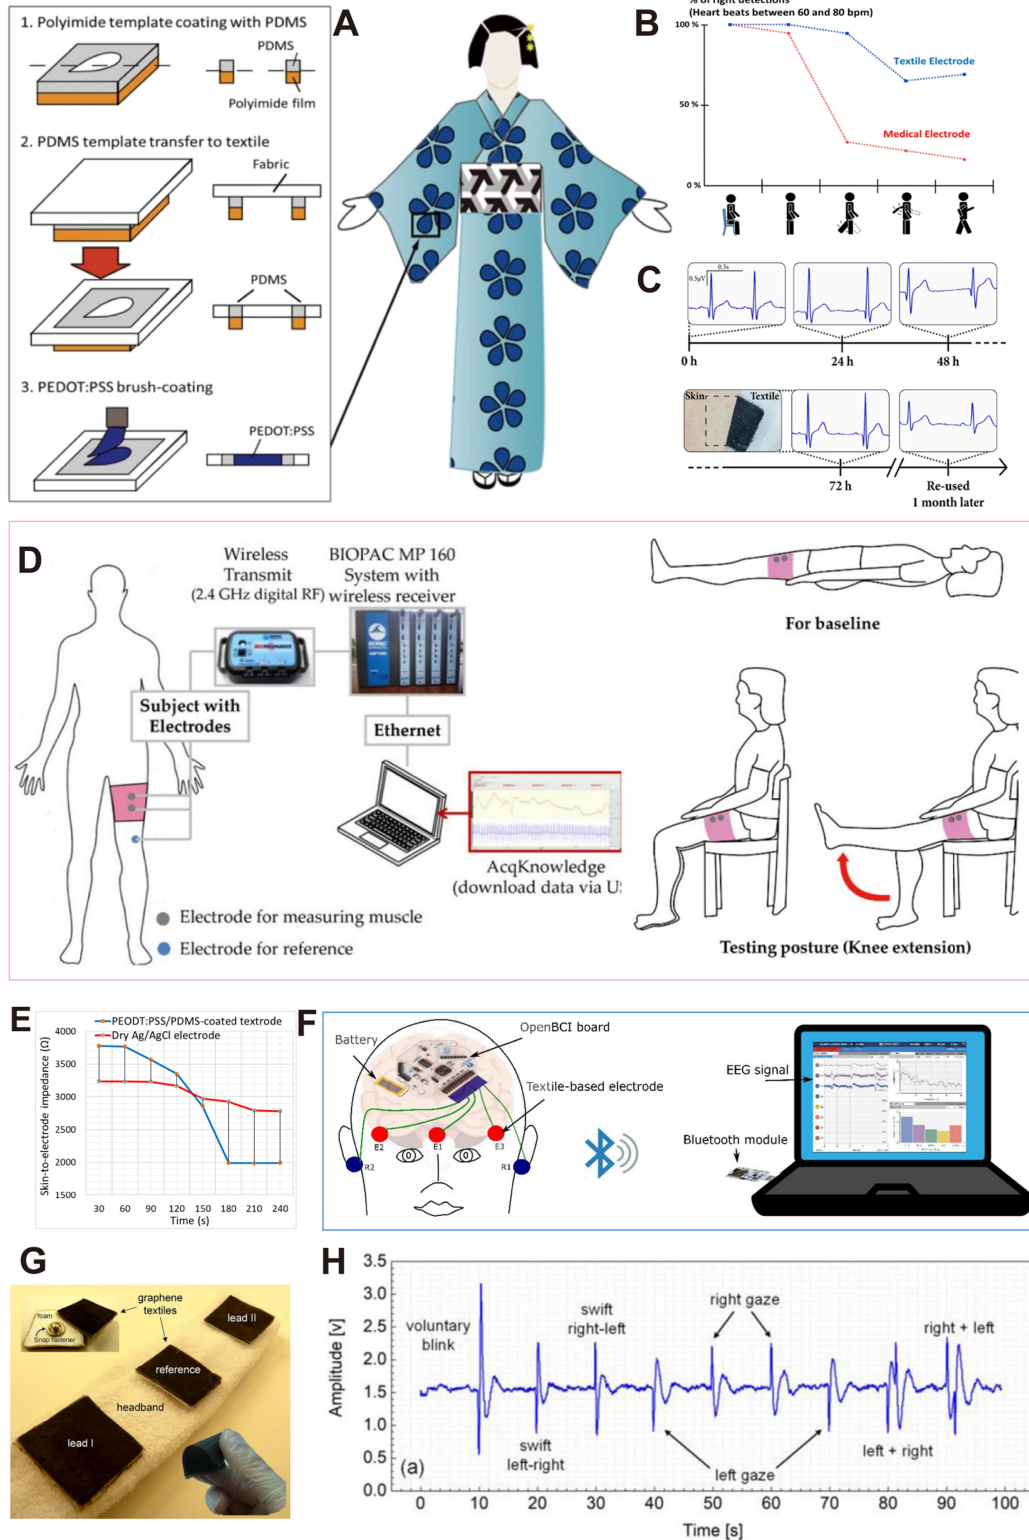 A
1. Polyimide template coating with PDMS
PDMS
Polyimide film
2. PDMS template transfer to textile
Fabric
PDMS
3. PEDOT:PSS brush-coating
PEDOT:PSS
B
% of right detections
(Heart beats between 60 and 80 bpm)
100 %
50 %
0 %
Textile Electrode
Medical Electrode
C
0.5s
0.5µV
0 h
24 h
48 h
Skin
Textile
72 h
Re-used
1 month later
D
Wireless
Transmit
(2.4 GHz digital RF)
BIOPAC MP 160
System with
wireless receiver
BIOPAC
Subject with
Electrodes
Ethernet
AcqKnowledge
(download data via US
Electrode for measuring muscle
Electrode for reference
For baseline
Testing posture (Knee extension)
E
PEODT:PSS/PDMS-coated textrode
Dry Ag/AgCl electrode
Skin-to-electrode impedance (Ω)
4000
3500
3000
2500
2000
1500
30 60 90 120 150 180 210 240
Time (s)
F
Battery
OpenBCI board
Textile-based electrode
E2
E1
E3
R2
R1
EEG signal
Bluetooth module
G
graphene
textiles
foam
Snap fastener
lead II
reference
headband
lead I
H
Amplitude [v]
3.5
3.0
2.5
2.0
1.5
1.0
0.5
0.0
voluntary
blink
swift
right-left
right gaze
right + left
swift
left-right
left gaze
left + right
(a)
0 10 20 30 40 50 60 70 80 90 100
Time [s]